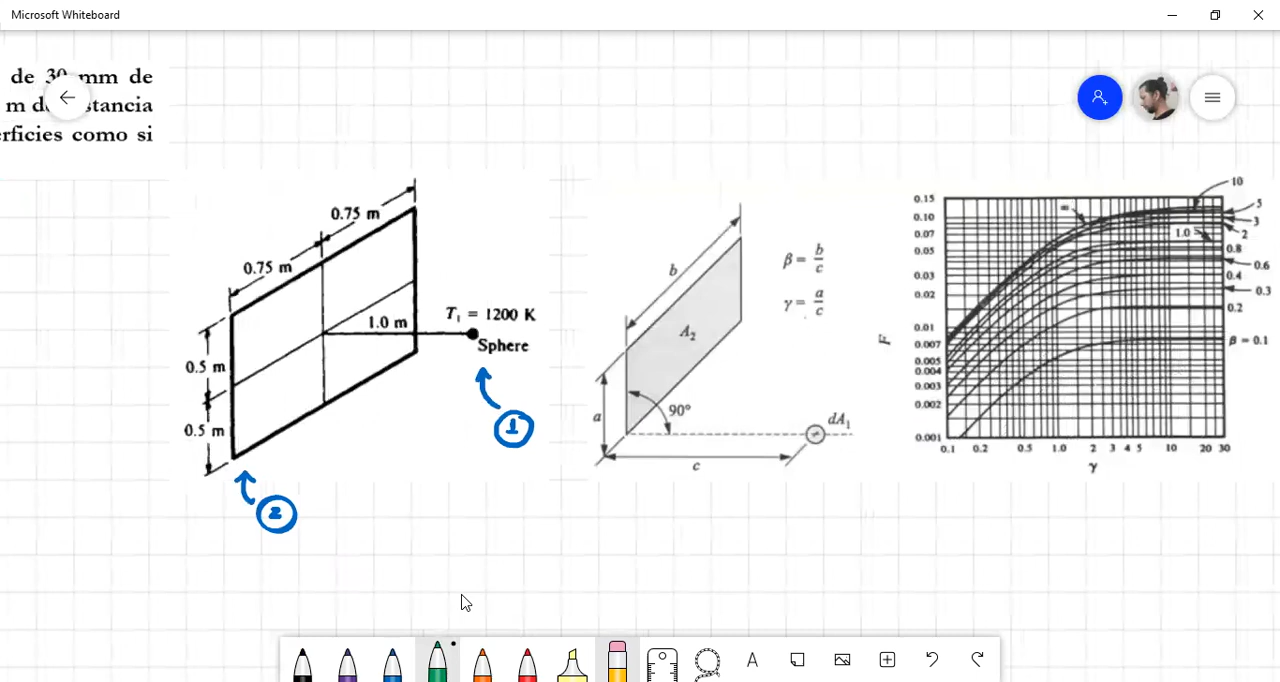 Microsoft Whiteboard
de 30 mm de
m de stancia
erficies como si
0.75 m
0.75 m
0.5 m
0.5 m
1.0 m
T₁ = 1200 K
Sphere
1
2
b
β = b/c
γ = a/c
A₂
a
90°
dA₁
c
F
0.15
0.10
0.07
0.05
0.03
0.02
0.01
0.007
0.005
0.004
0.003
0.002
0.001
0.1 0.2 0.5 1.0 2 3 4 5 10 20 30
γ
∞
10
5
3
2
1.0
0.8
0.6
0.4
0.3
0.2
β = 0.1
A